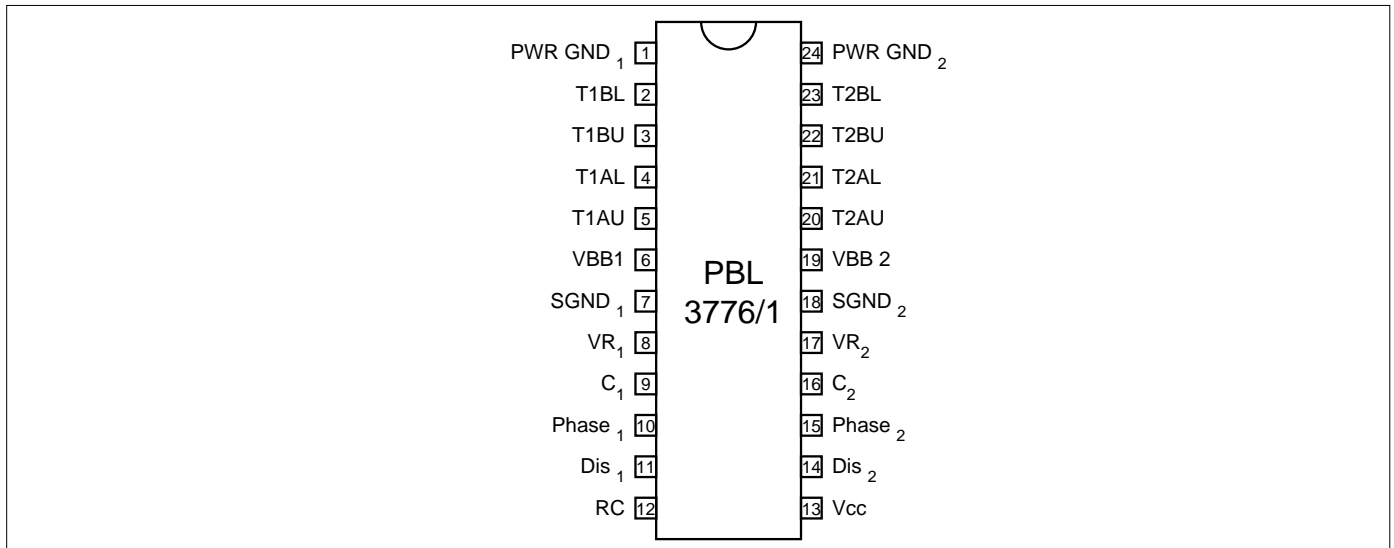 PWR GND 1 1 24 PWR GND 2
T1BL 2 23 T2BL
T1BU 3 22 T2BU
T1AL 4 21 T2AL
T1AU 5 20 T2AU
VBB1 6 19 VBB 2
PBL
3776/1
SGND 1 7 18 SGND 2
VR1 8 17 VR2
C1 9 16 C2
Phase 1 10 15 Phase 2
Dis 1 11 14 Dis 2
RC 12 13 Vcc